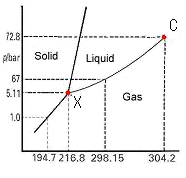 C
72.8
Solid Liquid
p/bar
67
5.11
X Gas
1.0
194.7 216.8 298.15 304.2